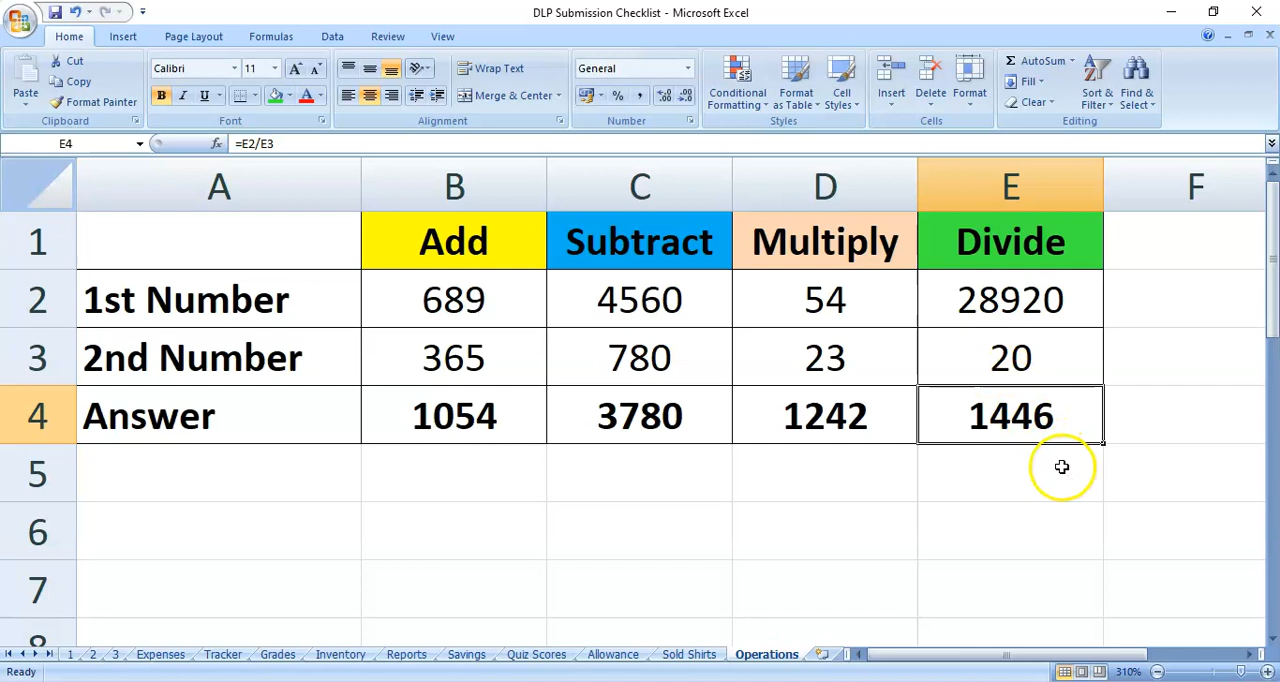 DLP Submission Checklist - Microsoft Excel
Home Insert Page Layout Formulas Data Review View
Paste
Cut
Copy
Format Painter
Clipboard
Calibri 11
B I U
Font
Wrap Text
Merge & Center
Alignment
General
% ,
Number
Conditional Formatting
Format as Table
Cell Styles
Styles
Insert Delete Format
Cells
Σ AutoSum
Fill
Clear
Sort & Filter
Find & Select
Editing
E4 fx =E2/E3
A B C D E F
1 Add Subtract Multiply Divide
2 1st Number 689 4560 54 28920
3 2nd Number 365 780 23 20
4 Answer 1054 3780 1242 1446
5
6
7
8
1 2 3 Expenses Tracker Grades Inventory Reports Savings Quiz Scores Allowance Sold Shirts Operations
Ready 310%